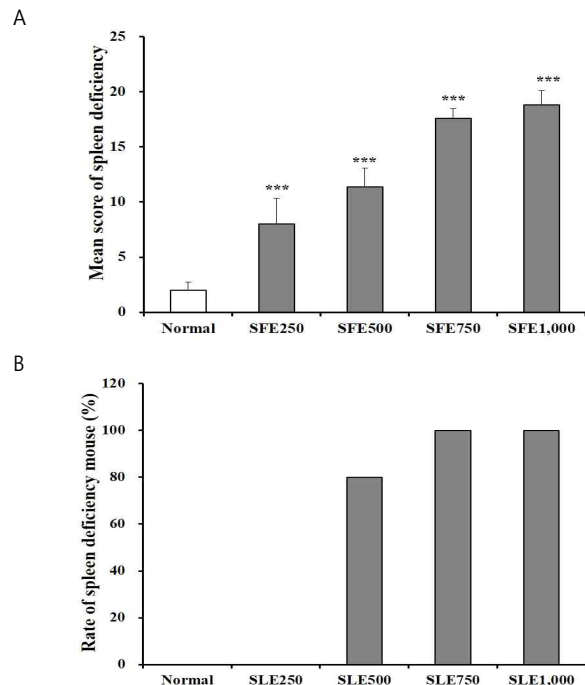 A
Mean score of spleen deficiency
25
20
15
10
5
0
***
***
***
***
Normal SFE250 SFE500 SFE750 SFE1,000
B
Rate of spleen deficiency mouse (%)
120
100
80
60
40
20
0
Normal SLE250 SLE500 SLE750 SLE1,000